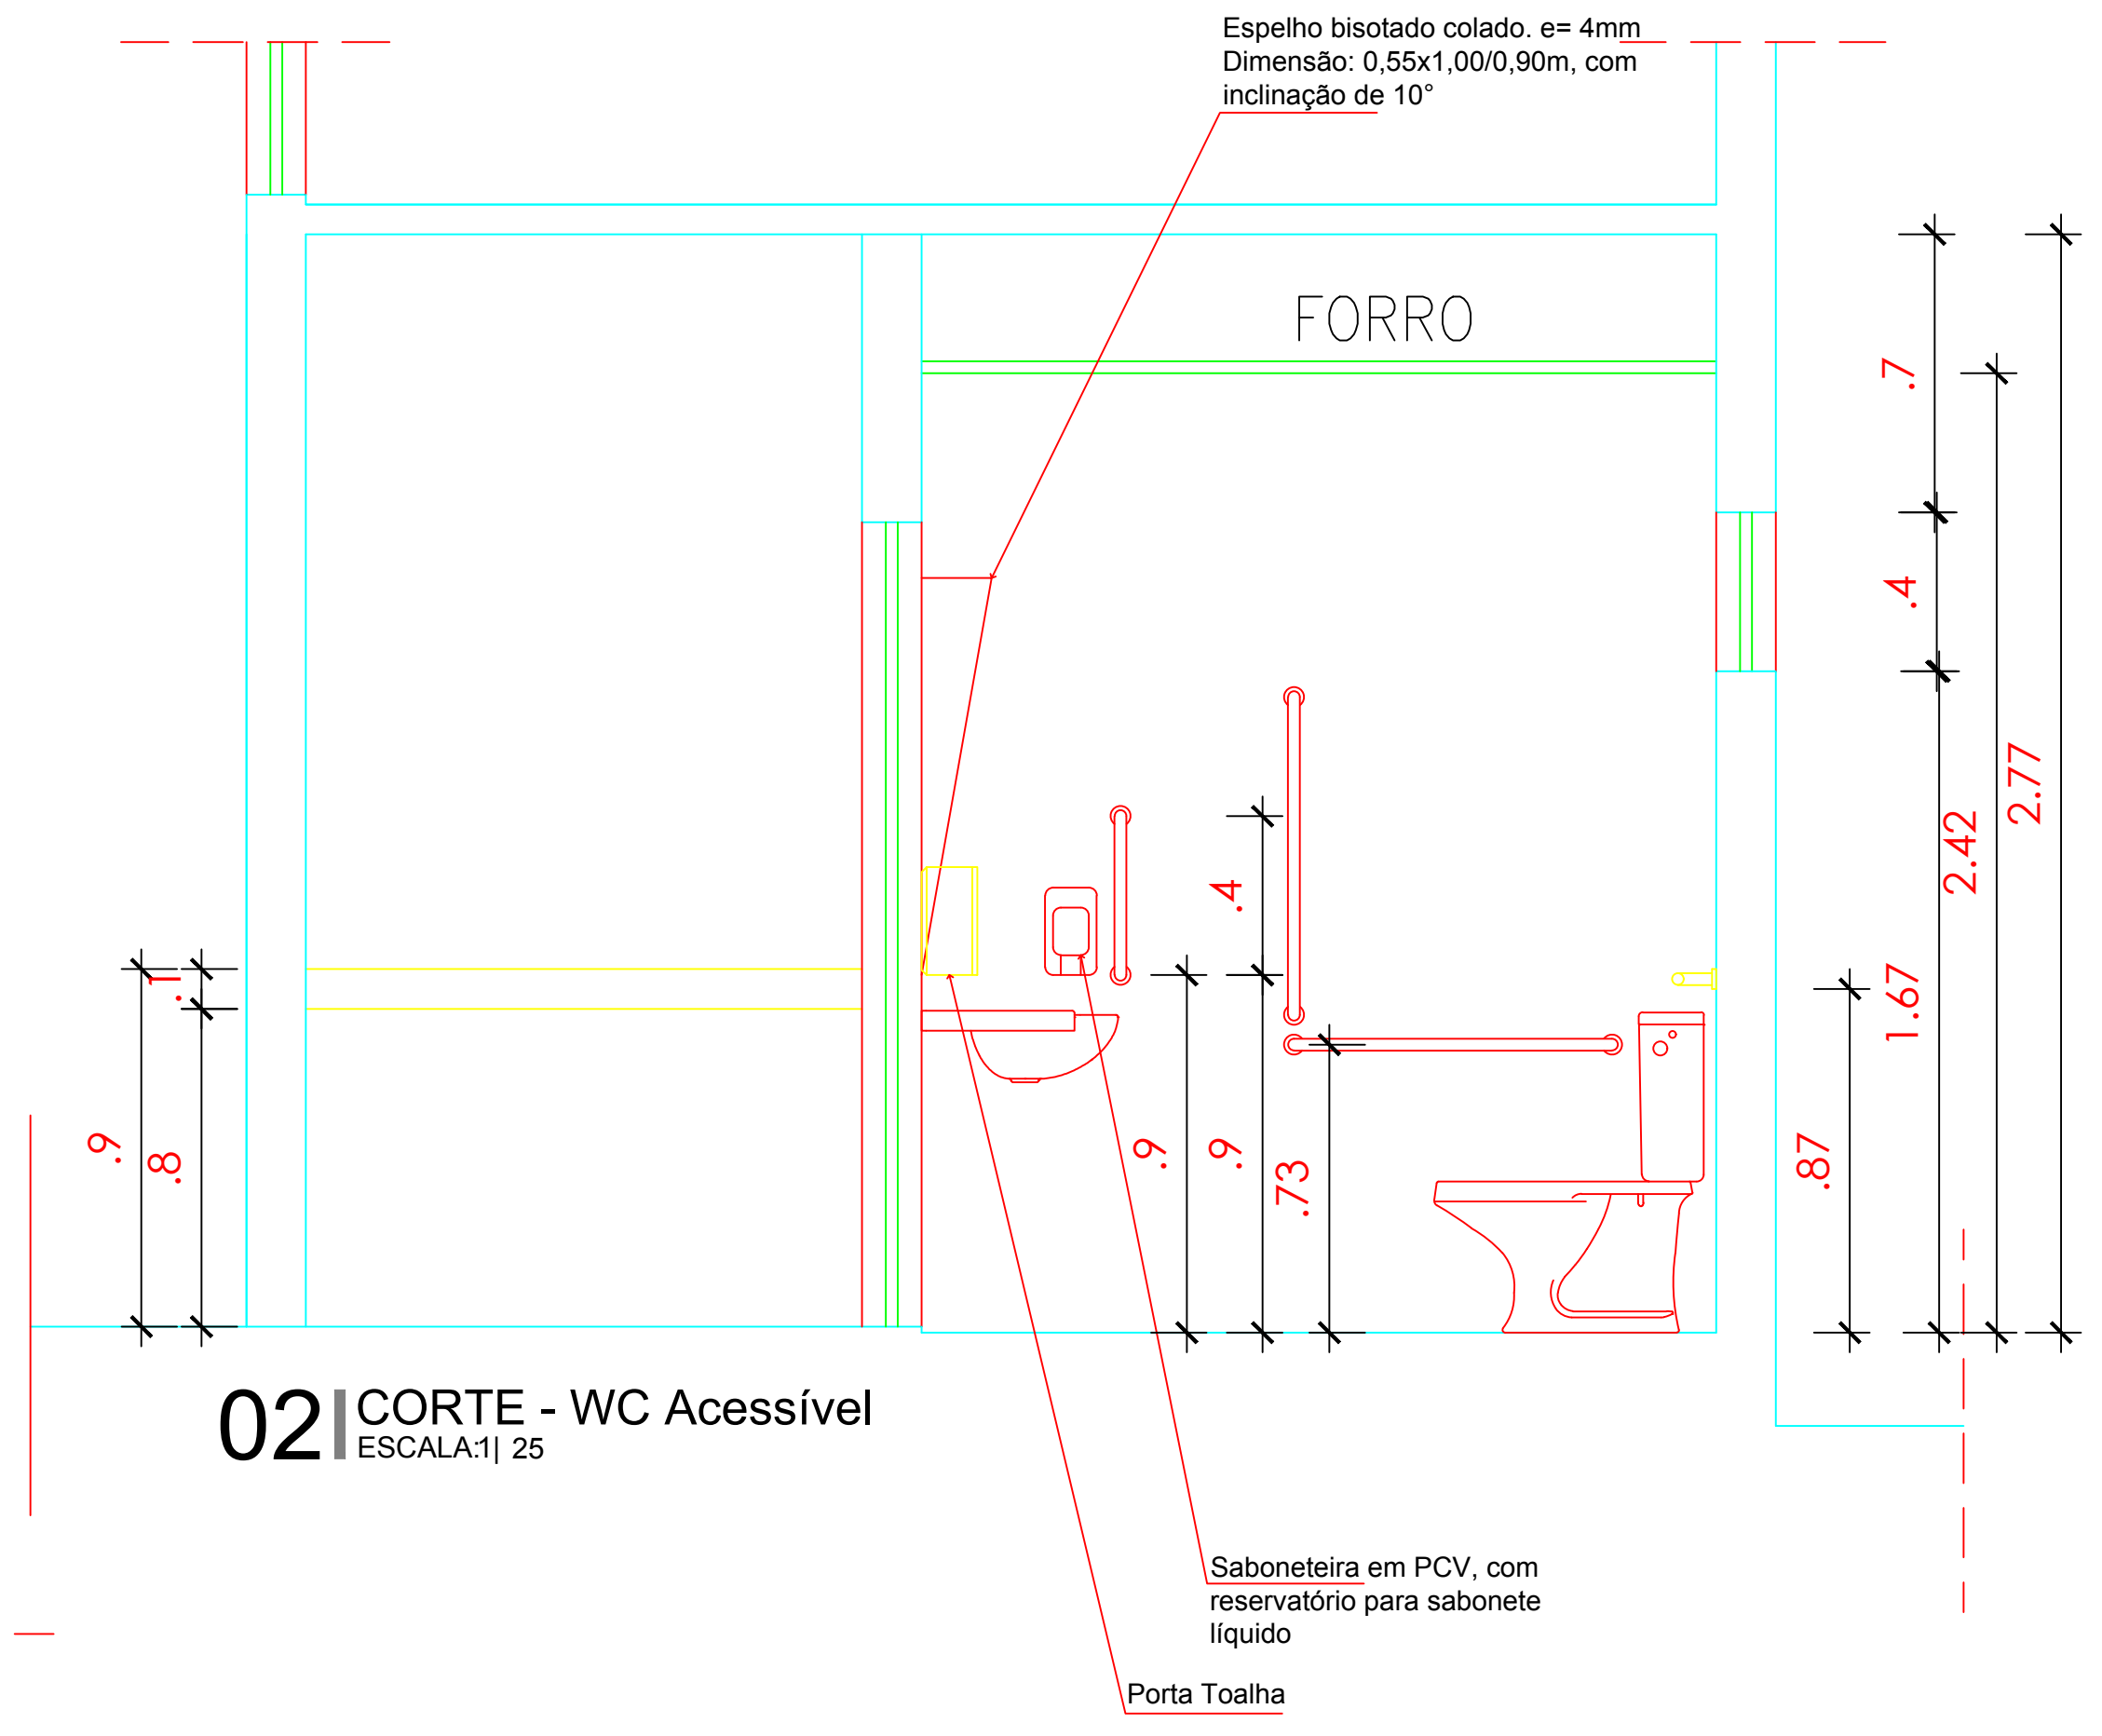 Espelho bisotado colado. e= 4mm
Dimensão: 0,55x1,00/0,90m, com
inclinação de 10°
FORRO
.7
.4
2.77
2.42
1.67
.87
.4
.9
.9
.73
.1
.9
.8
02
CORTE - WC Acessível
ESCALA:1| 25
Saboneteira em PCV, com
reservatório para sabonete
líquido
Porta Toalha